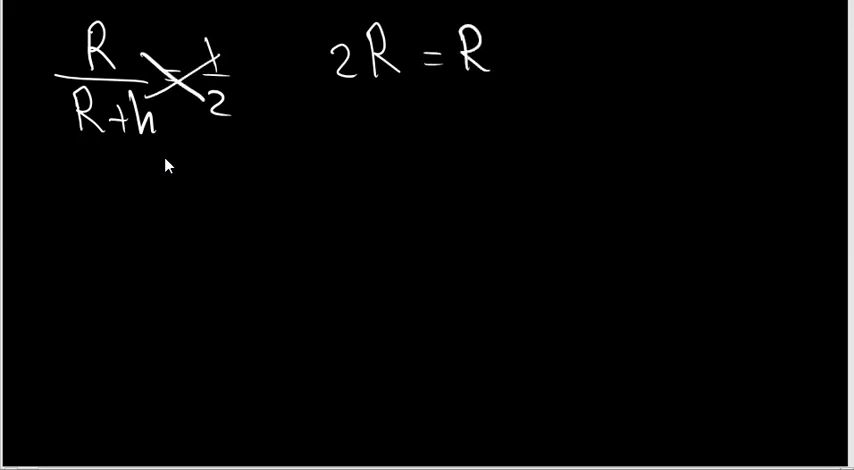 R/(R+h) = 1/2
2R = R